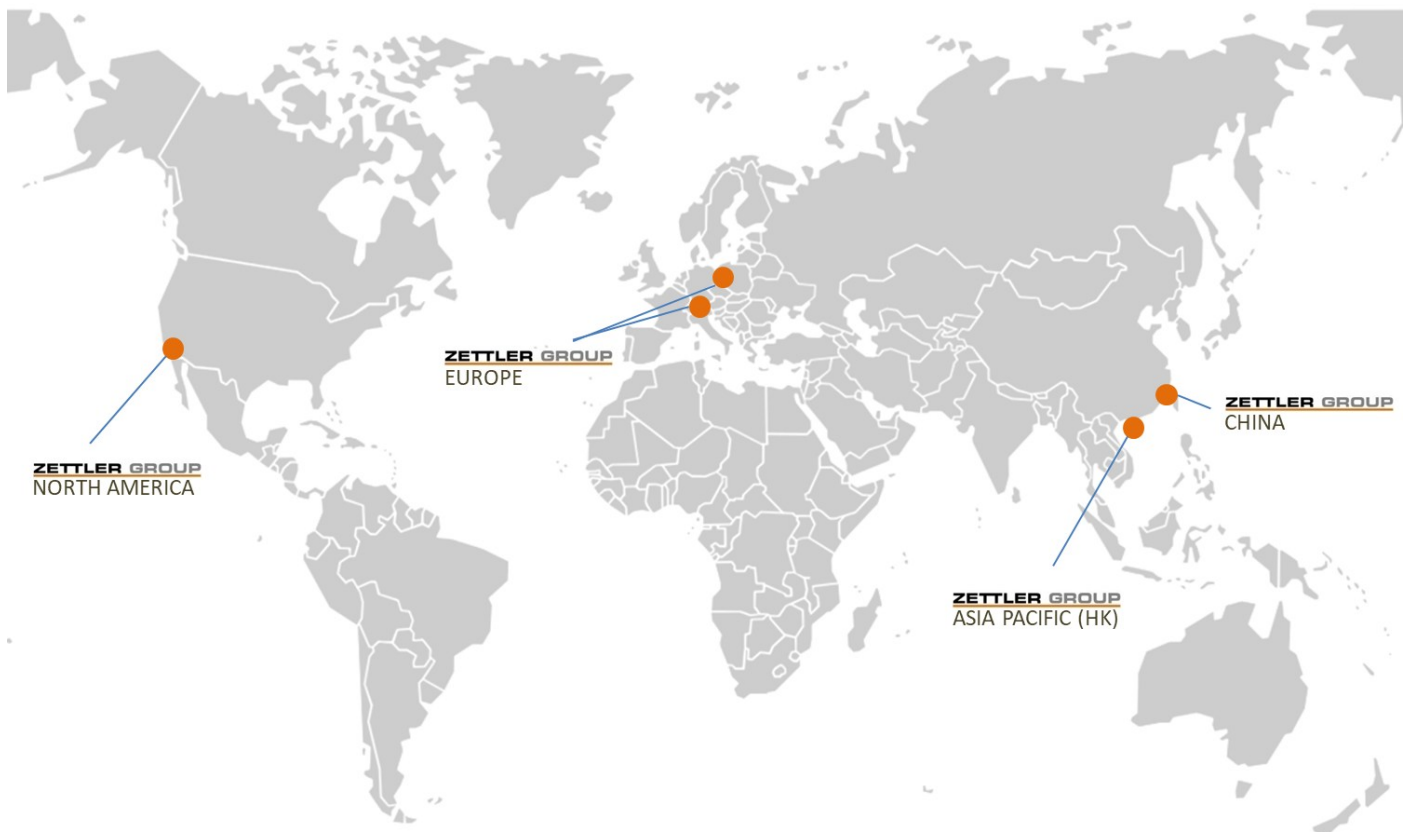 ZETTLER GROUP
EUROPE
ZETTLER GROUP
CHINA
ZETTLER GROUP
NORTH AMERICA
ZETTLER GROUP
ASIA PACIFIC (HK)